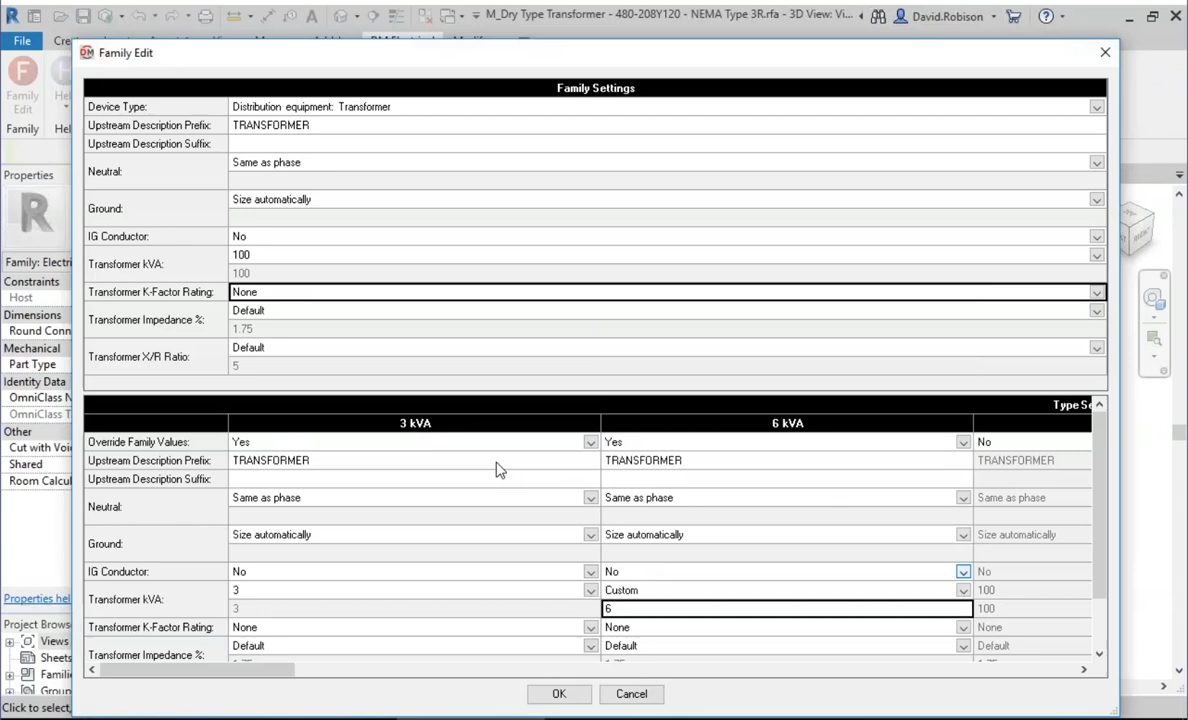 M_Dry Type Transformer - 480-208Y120 - NEMA Type 3R.rfa - 3D View: Vi...
David.Robison
File
Family Edit
Family Edit
Family
Properties
Family: Electri
Constraints
Host
Dimensions
Round Conn
Mechanical
Part Type
Identity Data
OmniClass N
OmniClass T
Other
Cut with Voi
Shared
Room Calcul
Properties hel
Project Brows
Views
Sheets
Familie
Group
Click to select,
Family Settings
Device Type: Distribution equipment: Transformer
Upstream Description Prefix: TRANSFORMER
Upstream Description Suffix:
Neutral: Same as phase
Ground: Size automatically
IG Conductor: No
Transformer kVA: 100
100
Transformer K-Factor Rating: None
Transformer Impedance %: Default
1.75
Transformer X/R Ratio: Default
5
Type Se
3 kVA 6 kVA
Override Family Values: Yes Yes No
Upstream Description Prefix: TRANSFORMER TRANSFORMER TRANSFORMER
Upstream Description Suffix:
Neutral: Same as phase Same as phase Same as phase
Ground: Size automatically Size automatically Size automatically
IG Conductor: No No No
Transformer kVA: 3 Custom 100
3 6 100
Transformer K-Factor Rating: None None None
Transformer Impedance %: Default Default Default
OK Cancel